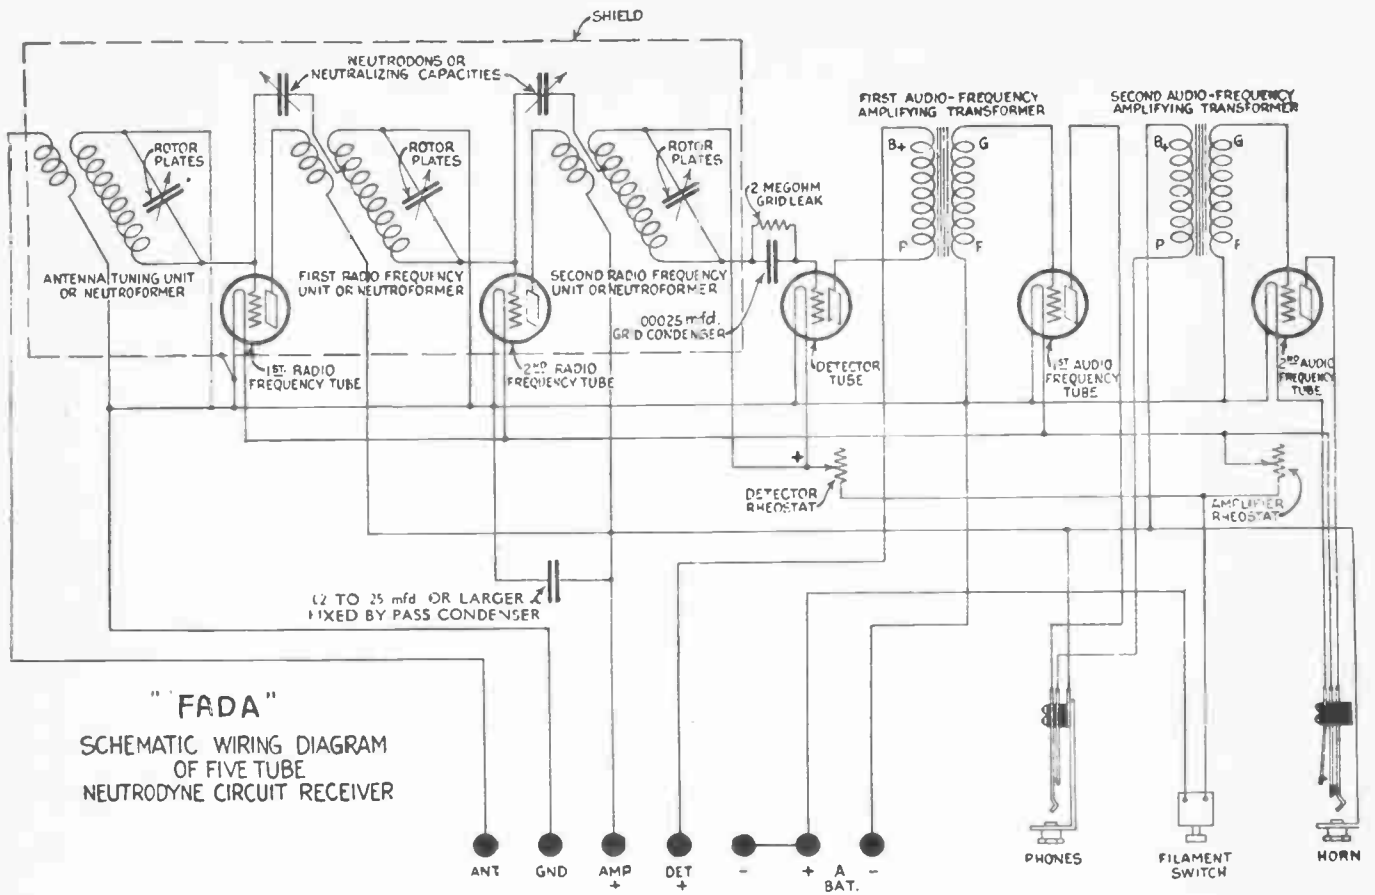 SHIELD
NEUTRODONS OR
NEUTRALIZING CAPACITIES
FIRST AUDIO-FREQUENCY
AMPLIFYING TRANSFORMER
SECOND AUDIO-FREQUENCY
AMPLIFYING TRANSFORMER
ROTOR
PLATES
ROTOR
PLATES
ROTOR
PLATES
B+
G
B+
G
2 MEGOHM
GRID LEAK
P
F
P
F
ANTENNA TUNING UNIT
OR NEUTROFORMER
FIRST RADIO FREQUENCY
UNIT OR NEUTROFORMER
SECOND RADIO FREQUENCY
UNIT OR NEUTROFORMER
.00025 mfd.
GRID CONDENSER
1ST. RADIO
FREQUENCY TUBE
2ND RADIO
FREQUENCY TUBE
DETECTOR
TUBE
1ST AUDIO
FREQUENCY
TUBE
2ND AUDIO
FREQUENCY
TUBE
+
DETECTOR
RHEOSTAT
AMPLIFIER
RHEOSTAT
TO 25 mfd OR LARGER
FIXED BY PASS CONDENSER
"FADA"
SCHEMATIC WIRING DIAGRAM
OF FIVE TUBE
NEUTRODYNE CIRCUIT RECEIVER
ANT.
GND
AMP
+
DET
+
-
+
A
BAT.
-
PHONES
FILAMENT
SWITCH
HORN